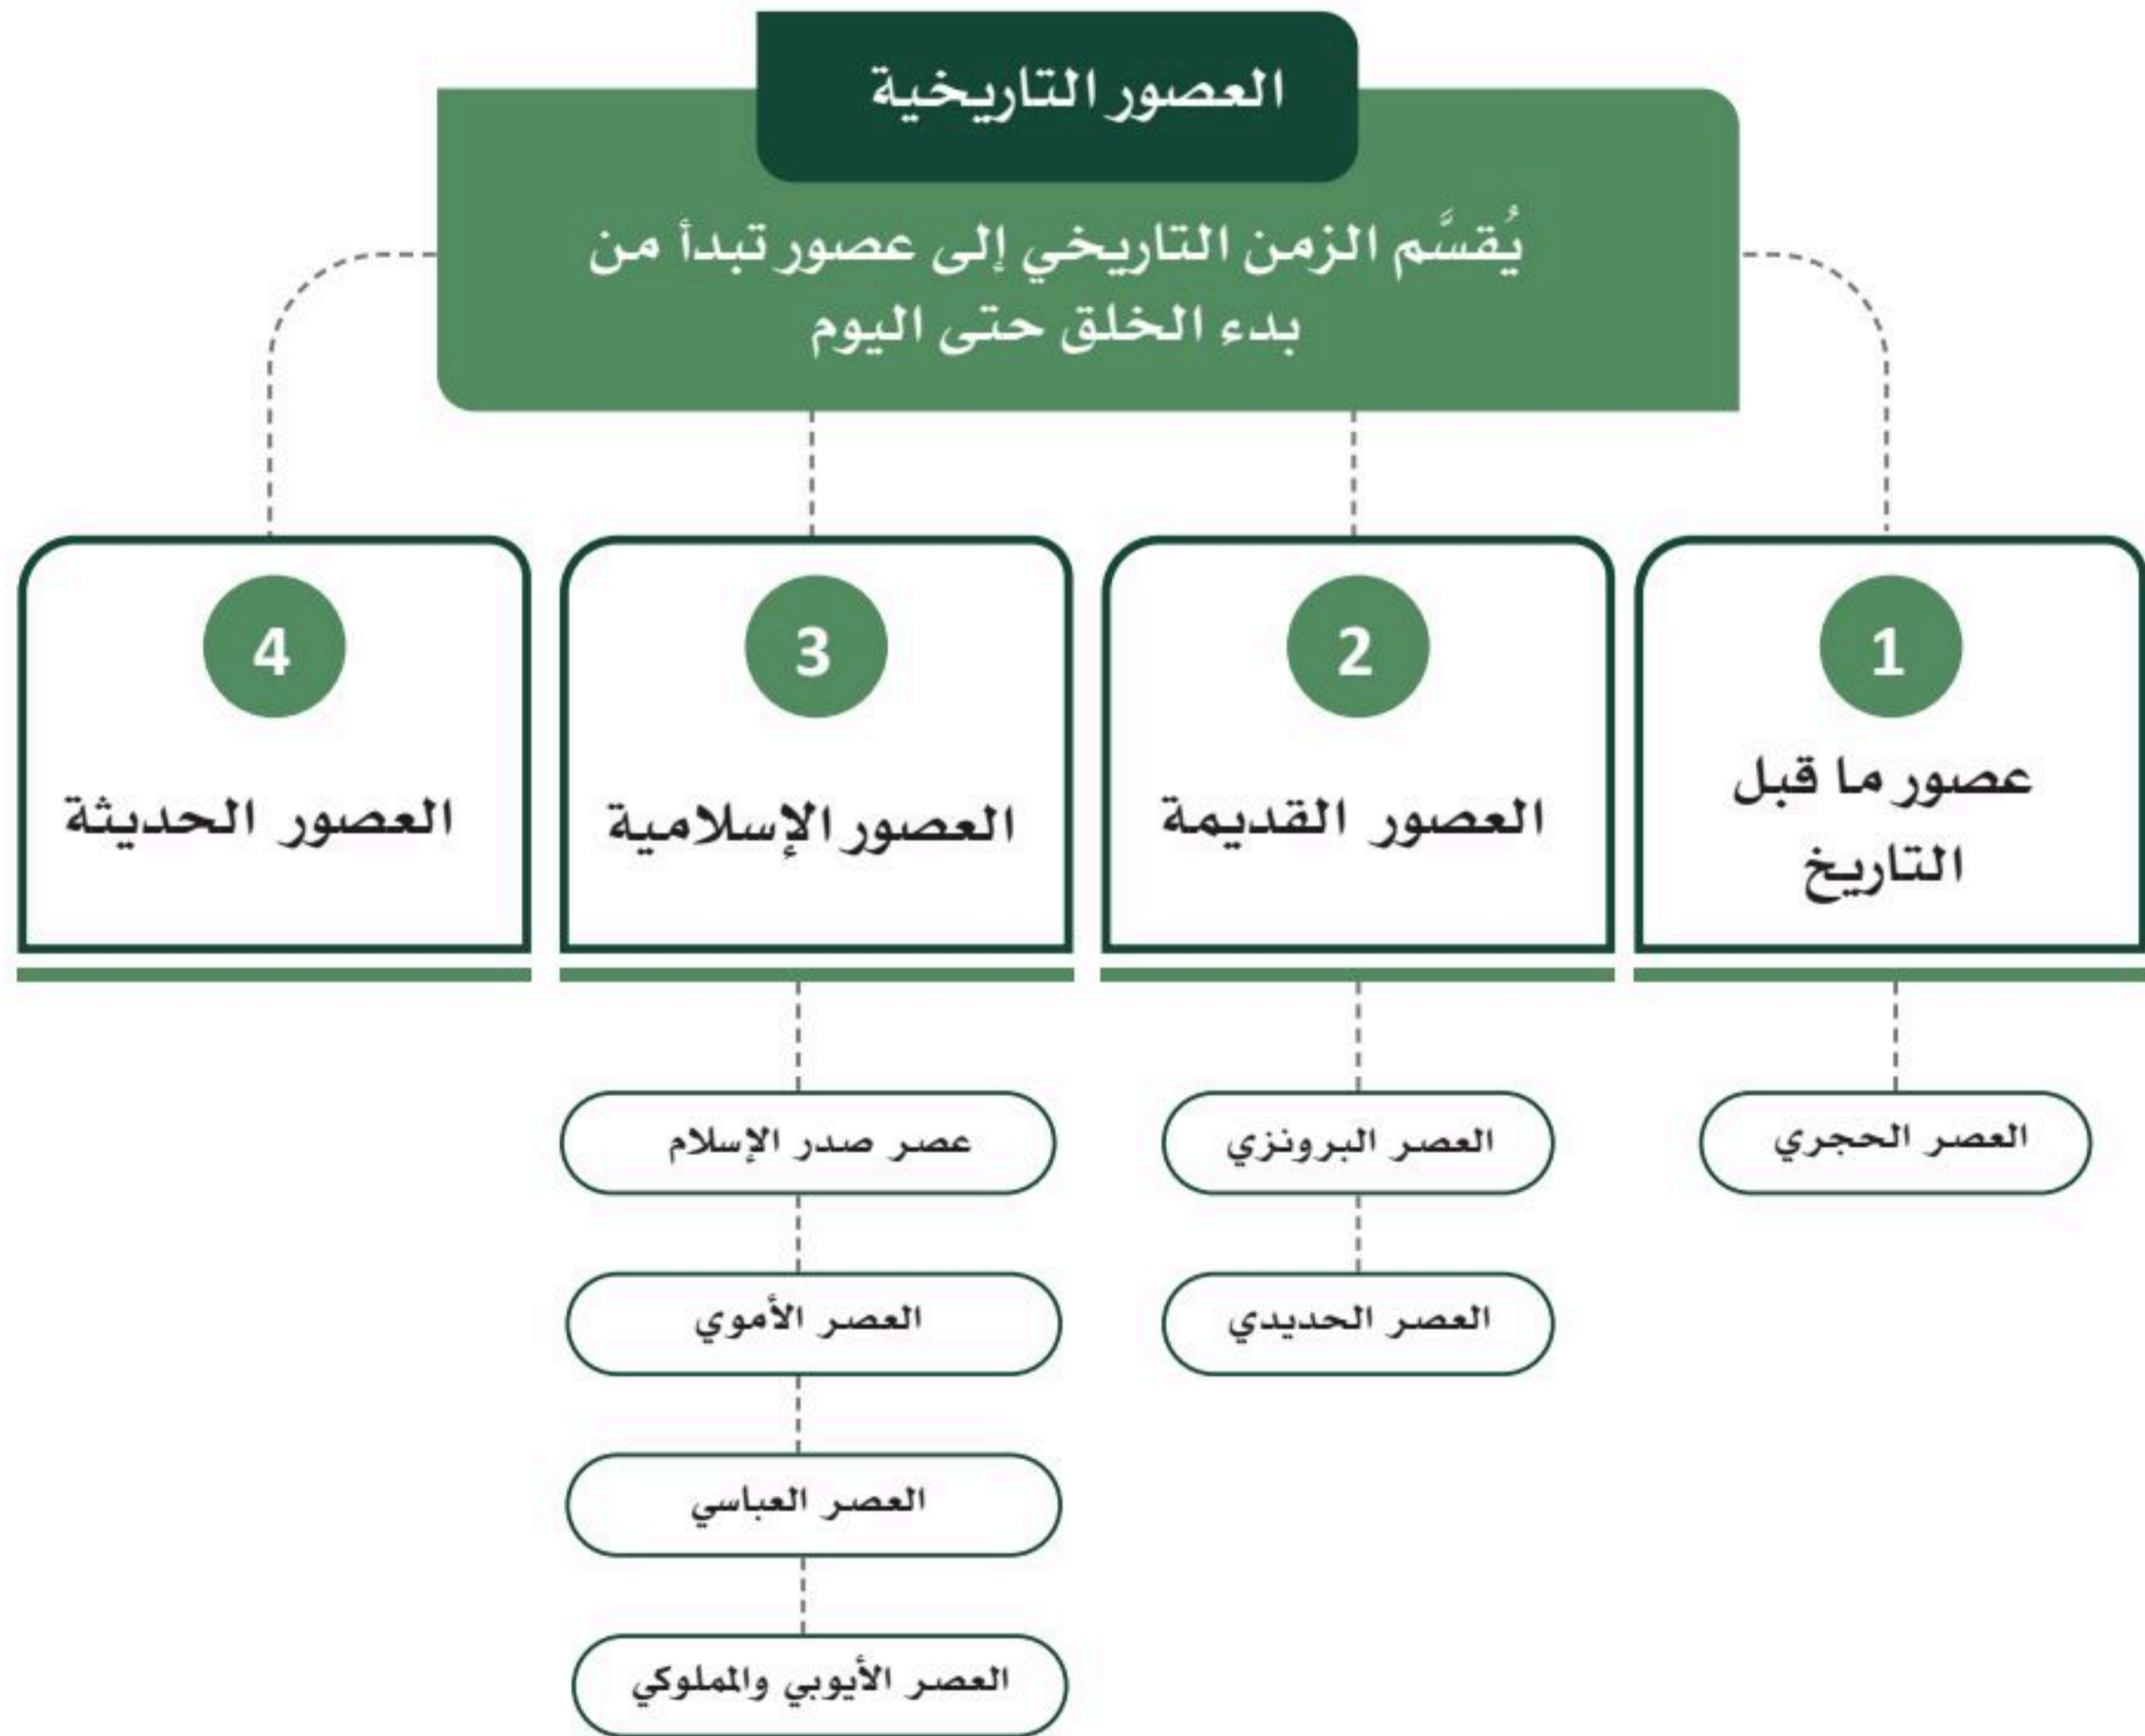 العصور التاريخية
يُقسَّم الزمن التاريخي إلى عصور تبدأ من
بدء الخلق حتى اليوم
1
عصور ما قبل
التاريخ
العصر الحجري
2
العصور القديمة
العصر البرونزي
العصر الحديدي
3
العصور الإسلامية
عصر صدر الإسلام
العصر الأموي
العصر العباسي
العصر الأيوبي والمملوكي
4
العصور الحديثة